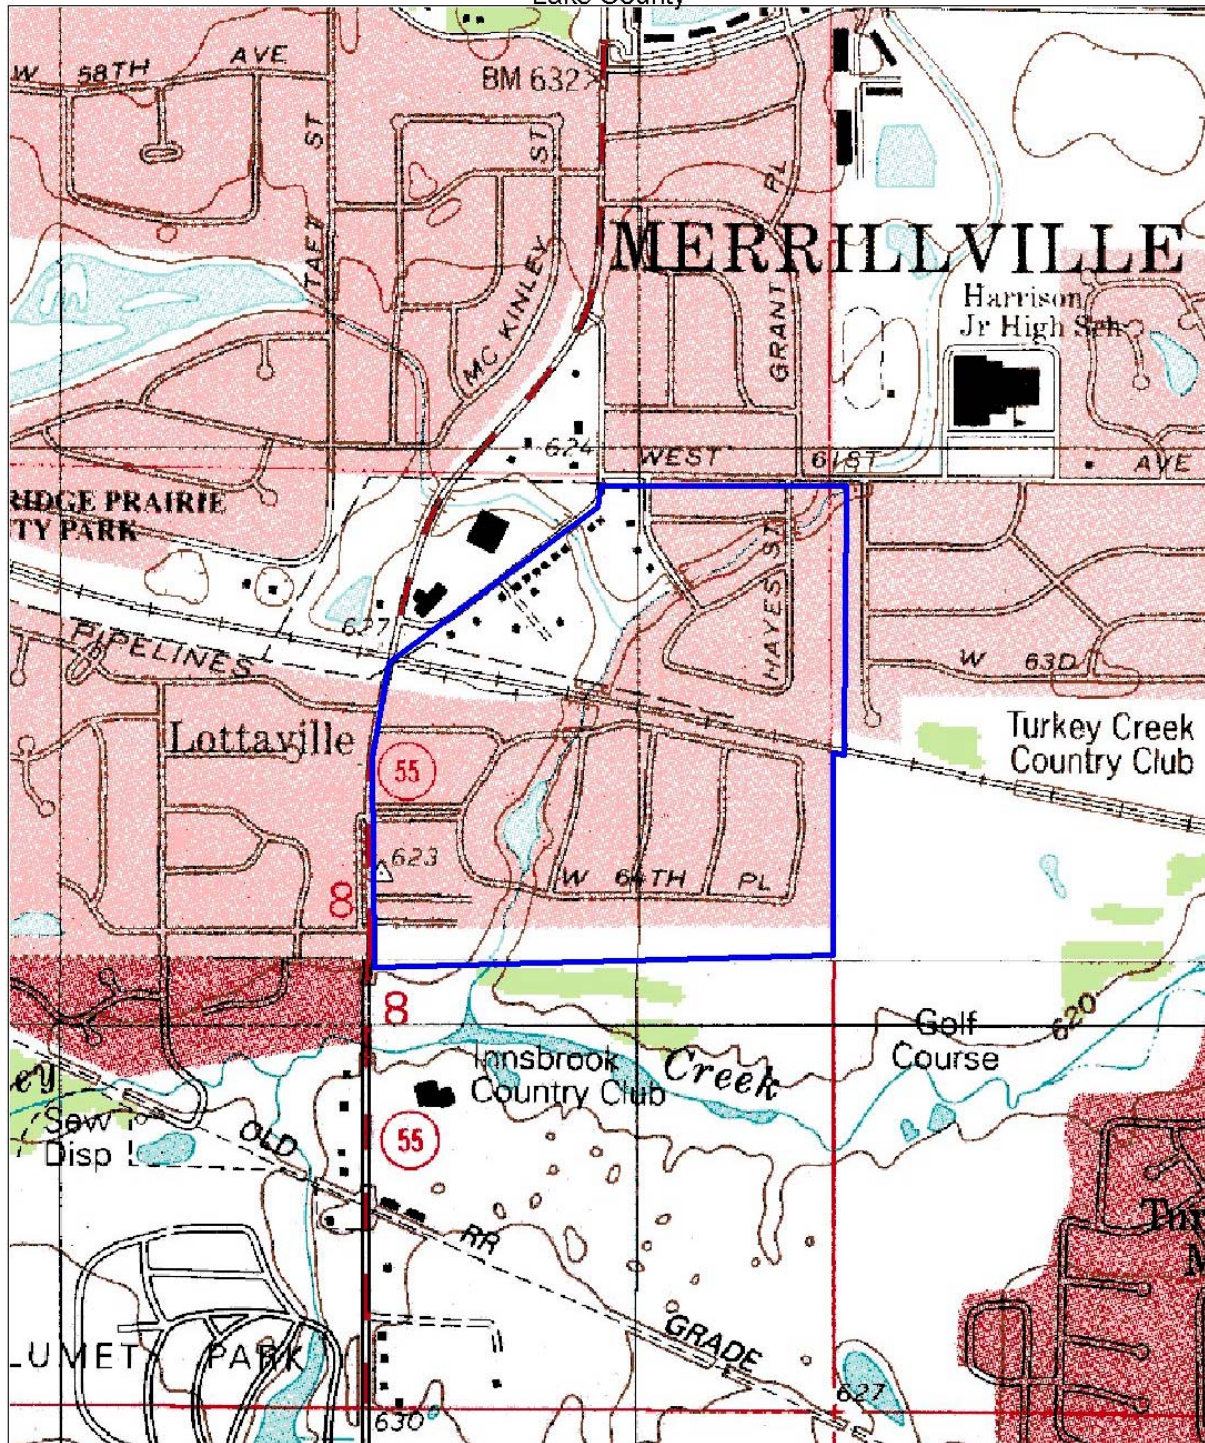 Lake County
W 58TH AVE
BM 632
TAFT ST
ST
MC KINLEY
GRANT PL
MERRILLVILLE
Harrison
Jr High Sch
624
WEST 61ST AVE
RIDGE PRAIRIE
TY PARK
HAYES ST
627
PIPELINES
W 63D
Lottaville
55
Turkey Creek
Country Club
623
8
W 64TH PL
8
620
Golf
Course
Innsbrook
Country Club
Creek
ey
Sew
Disp
OLD
55
RR
GRADE
LUMET PARK
630
627